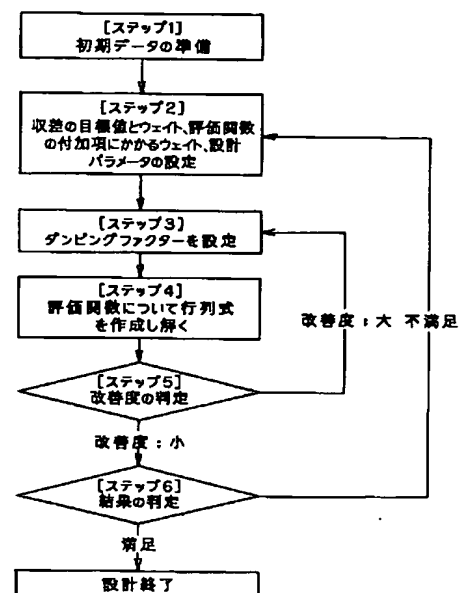 [ステップ1]
初期データの準備
[ステップ2]
収差の目標値とウェイト、評価関数
の付加項にかかるウェイト、設計
パラメータの設定
[ステップ3]
ダンピングファクターを設定
[ステップ4]
評価関数について行列式
を作成し解く
改善度：大 不満足
[ステップ5]
改善度の判定
改善度：小
[ステップ6]
結果の判定
満足
設計終了